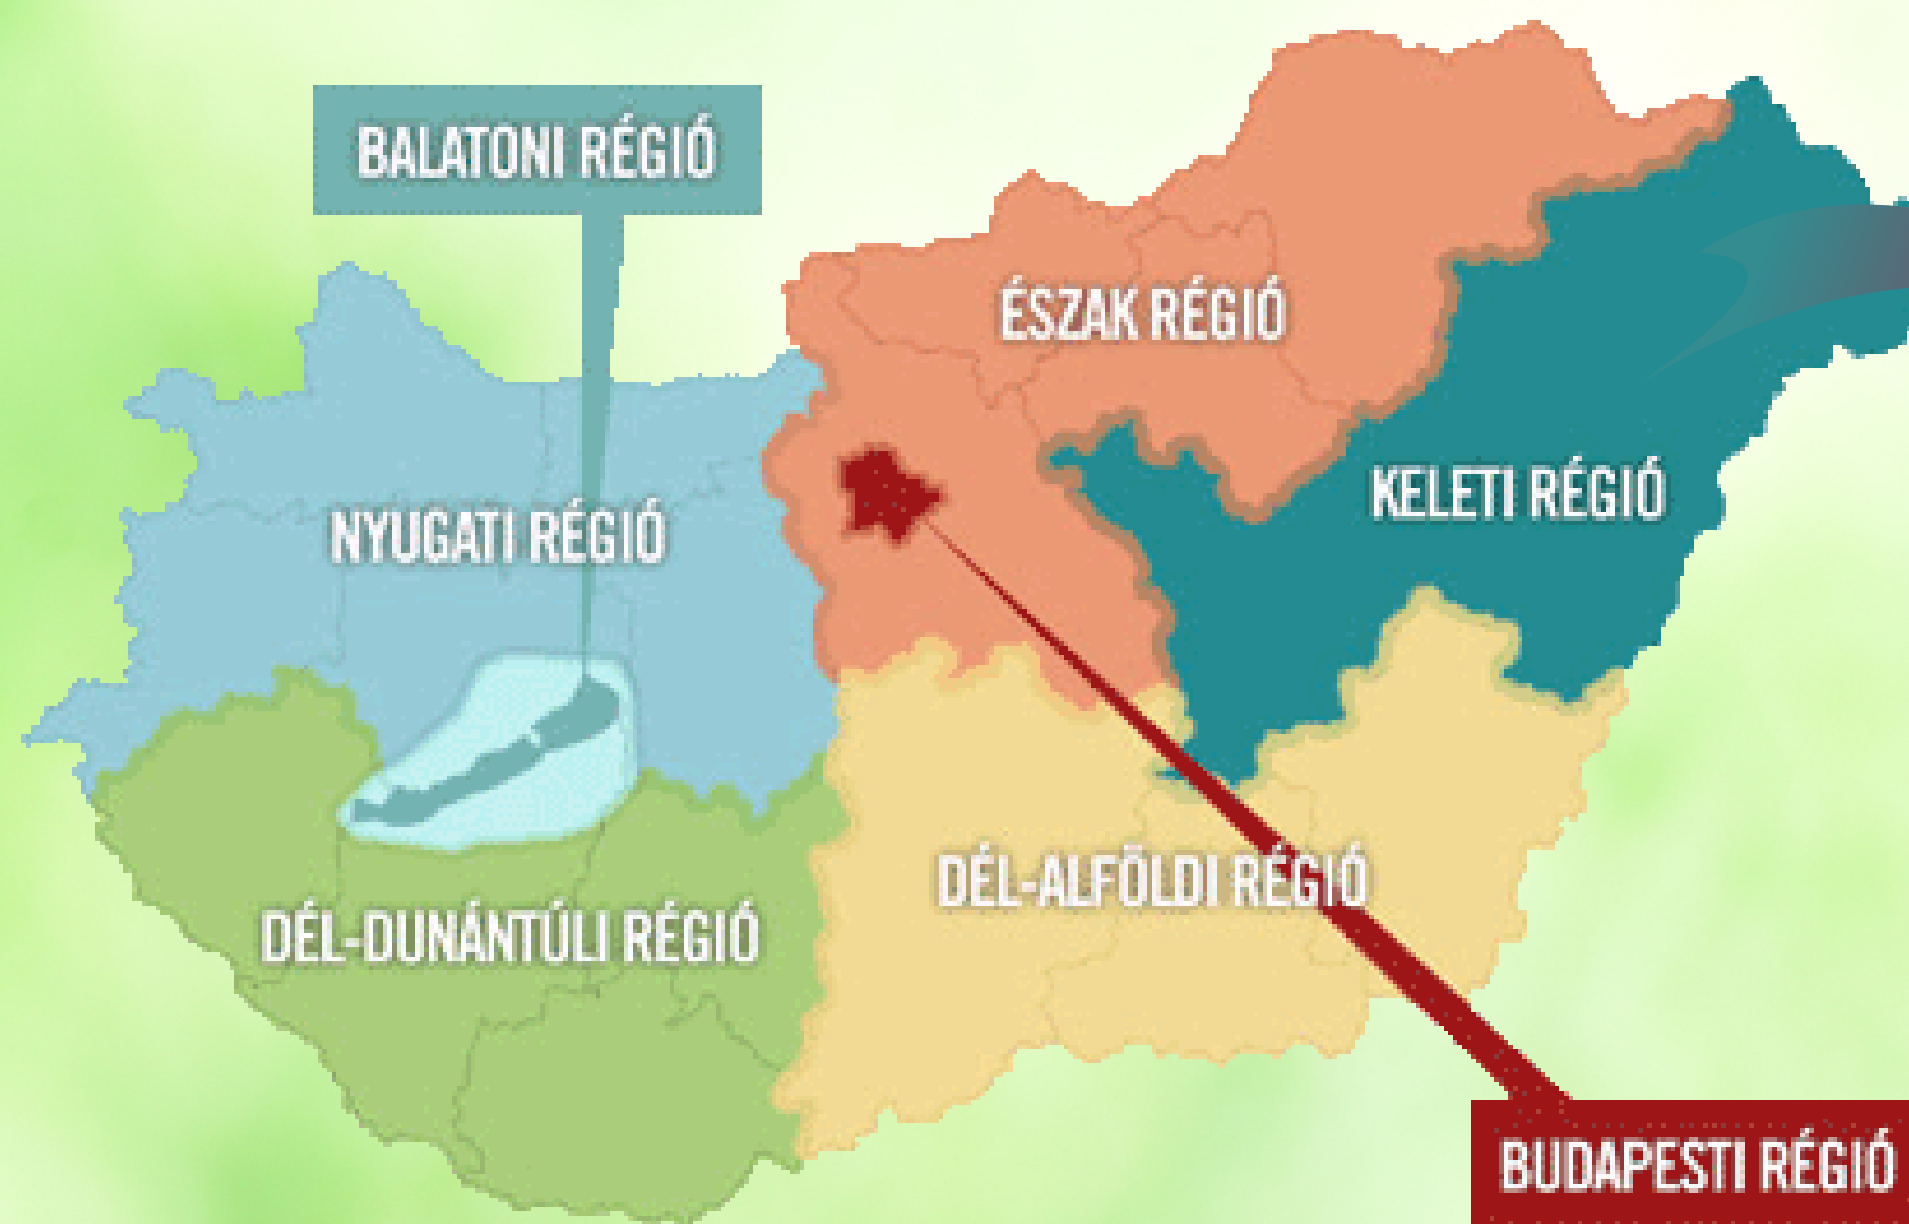 BALATONI RÉGIÓ
ÉSZAK RÉGIÓ
KELETI RÉGIÓ
NYUGATI RÉGIÓ
DÉL-ALFÖLDI RÉGIÓ
DÉL-DUNÁNTÚLI RÉGIÓ
BUDAPESTI RÉGIÓ